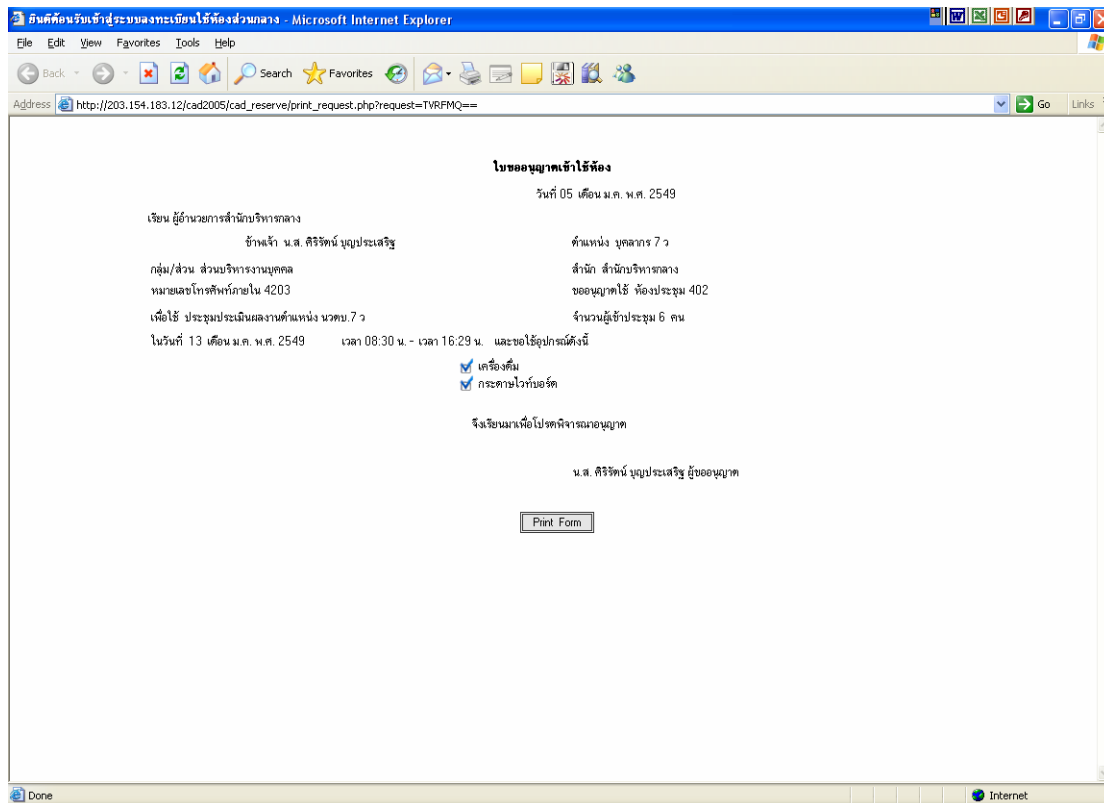 ยินดีต้อนรับเข้าสู่ระบบลงทะเบียนใช้ห้องส่วนกลาง - Microsoft Internet Explorer
File Edit View Favorites Tools Help
Back Search Favorites
Address http://203.154.183.12/cad2005/cad_reserve/print_request.php?request=TVRFMQ== Go Links
ใบขออนุญาตเข้าใช้ห้อง
วันที่ 05 เดือน ม.ค. พ.ศ. 2549
เรียน ผู้อำนวยการสำนักบริหารกลาง
ข้าพเจ้า น.ส. ศิริรัตน์ บุญประเสริฐ ตำแหน่ง บุคลากร 7 ว
กลุ่ม/ส่วน ส่วนบริหารงานบุคคล สำนัก สำนักบริหารกลาง
หมายเลขโทรศัพท์ภายใน 4203 ขออนุญาตใช้ ห้องประชุม 402
เพื่อใช้ ประชุมประเมินผลงานตำแหน่ง นวตบ.7 ว จำนวนผู้เข้าประชุม 6 คน
ในวันที่ 13 เดือน ม.ค. พ.ศ. 2549 เวลา 08:30 น. - เวลา 16:29 น. และขอใช้อุปกรณ์ดังนี้
เครื่องดื่ม
กระดาษไวท์บอร์ด
จึงเรียนมาเพื่อโปรดพิจารณาอนุญาต
น.ส. ศิริรัตน์ บุญประเสริฐ ผู้ขออนุญาต
Print Form
Done Internet